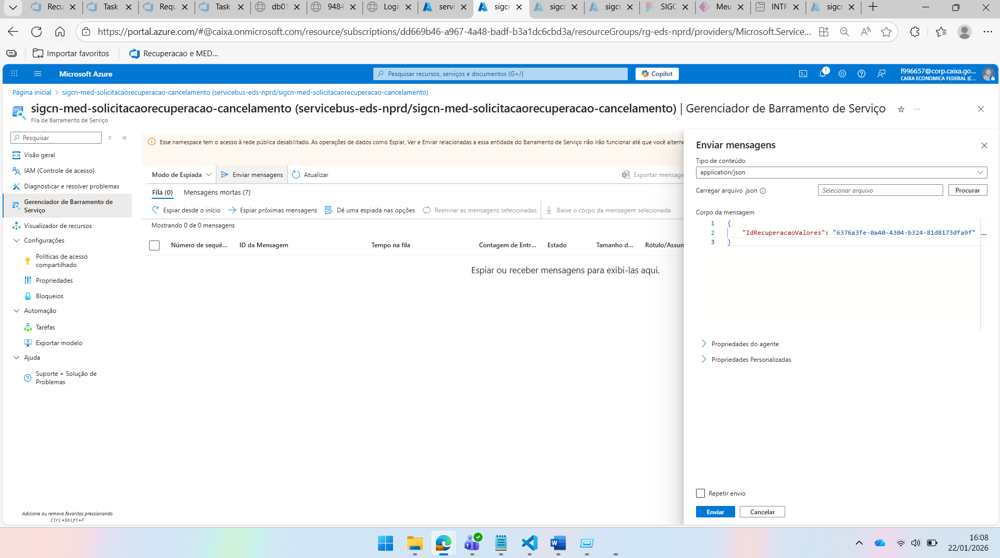 Recu
Task
Requ
Task
db01
9484
Logi
servi
sigcr
sigcr
sigcr
SIGC
Meu
INTR
sigcr
https://portal.azure.com/#@caixa.onmicrosoft.com/resource/subscriptions/dd669b46-a967-4a48-badf-b3a1dc6cbd3a/resourceGroups/rg-eds-nprd/providers/Microsoft.Service...
Importar favoritos
Recuperacao e MED...
Microsoft Azure
Pesquisar recursos, serviços e documentos (G+/)
Copilot
1
f996657@corp.caixa.go...
CAIXA ECONOMICA FEDERAL (C...
Página inicial > sigcn-med-solicitacaorecuperacao-cancelamento (servicebus-eds-nprd/sigcn-med-solicitacaorecuperacao-cancelamento)
sigcn-med-solicitacaorecuperacao-cancelamento (servicebus-eds-nprd/sigcn-med-solicitacaorecuperacao-cancelamento) | Gerenciador de Barramento de Serviço
Fila de Barramento de Serviço
Pesquisar
Visão geral
IAM (Controle de acesso)
Diagnosticar e resolver problemas
Gerenciador de Barramento de
Serviço
Visualizador de recursos
Configurações
Políticas de acesso
compartilhado
Propriedades
Bloqueios
Automação
Tarefas
Exportar modelo
Ajuda
Suporte + Solução de
Problemas
Adicione ou remova favoritos pressionando
Ctrl+Shift+F
Esse namespace tem o acesso à rede pública desabilitado. As operações de dados como Espiar, Ver e Enviar relacionadas a essa entidade do Barramento de Serviço não irão funcionar até que você alterne
Modo de Espiada
Enviar mensagens
Atualizar
Exportar mensage
Fila (0)
Mensagens mortas (7)
Espiar desde o início
Espiar próximas mensagens
Dê uma espiada nas opções
Reenviar as mensagens selecionadas
Baixe o corpo da mensagem selecionada
Mostrando 0 de 0 mensagens
Número de sequê...
ID da Mensagem
Tempo na fila
Contagem de Entr...
Estado
Tamanho d...
Rótulo/Assun
Espiar ou receber mensagens para exibi-las aqui.
Enviar mensagens
Tipo de conteúdo
application/json
Carregar arquivo .json
Selecionar arquivo
Procurar
Corpo da mensagem
1 {
2 "IdRecuperacaoValores": "6376a3fe-0a40-4304-b324-81d8173dfa9f"
3 }
Propriedades do agente
Propriedades Personalizadas
Repetir envio
Enviar
Cancelar
16:08
22/01/2026